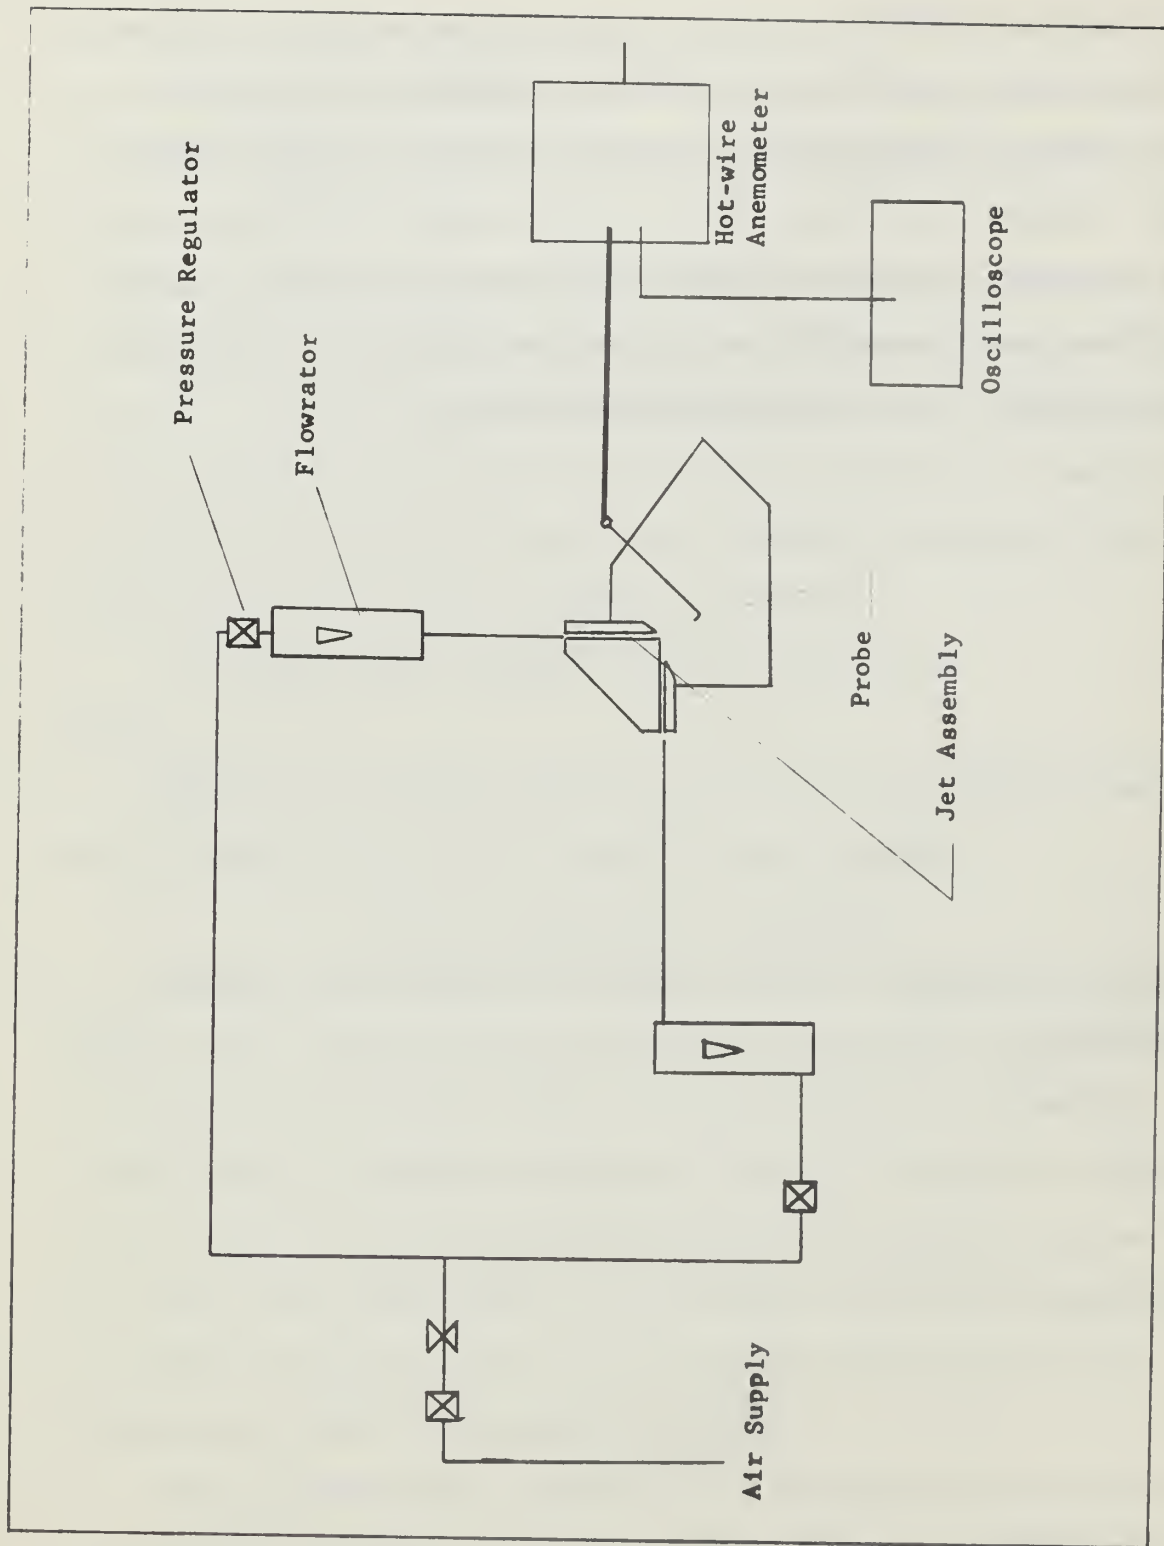 Pressure Regulator
Flowrator
Hot-wire
Anemometer
Oscilloscope
Probe
Jet Assembly
Air Supply